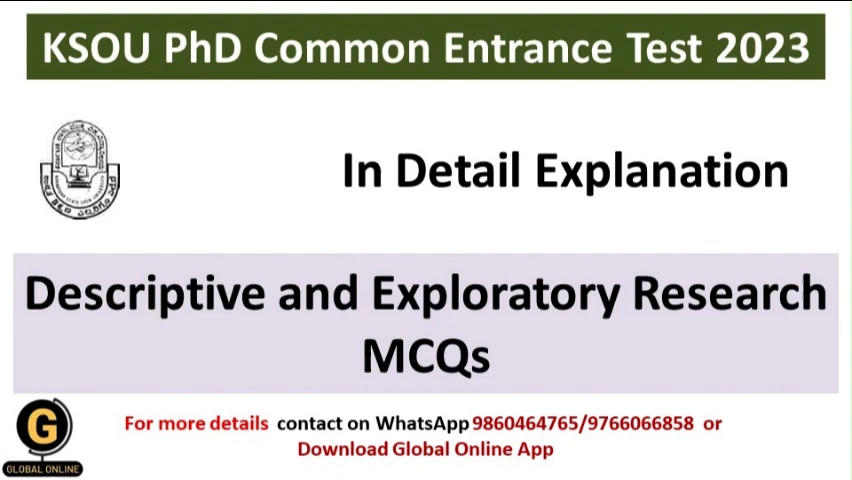 KSOU PhD Common Entrance Test 2023
In Detail Explanation
Descriptive and Exploratory Research
MCQs
G
GLOBAL ONLINE
For more details contact on WhatsApp 9860464765/9766066858 or
Download Global Online App